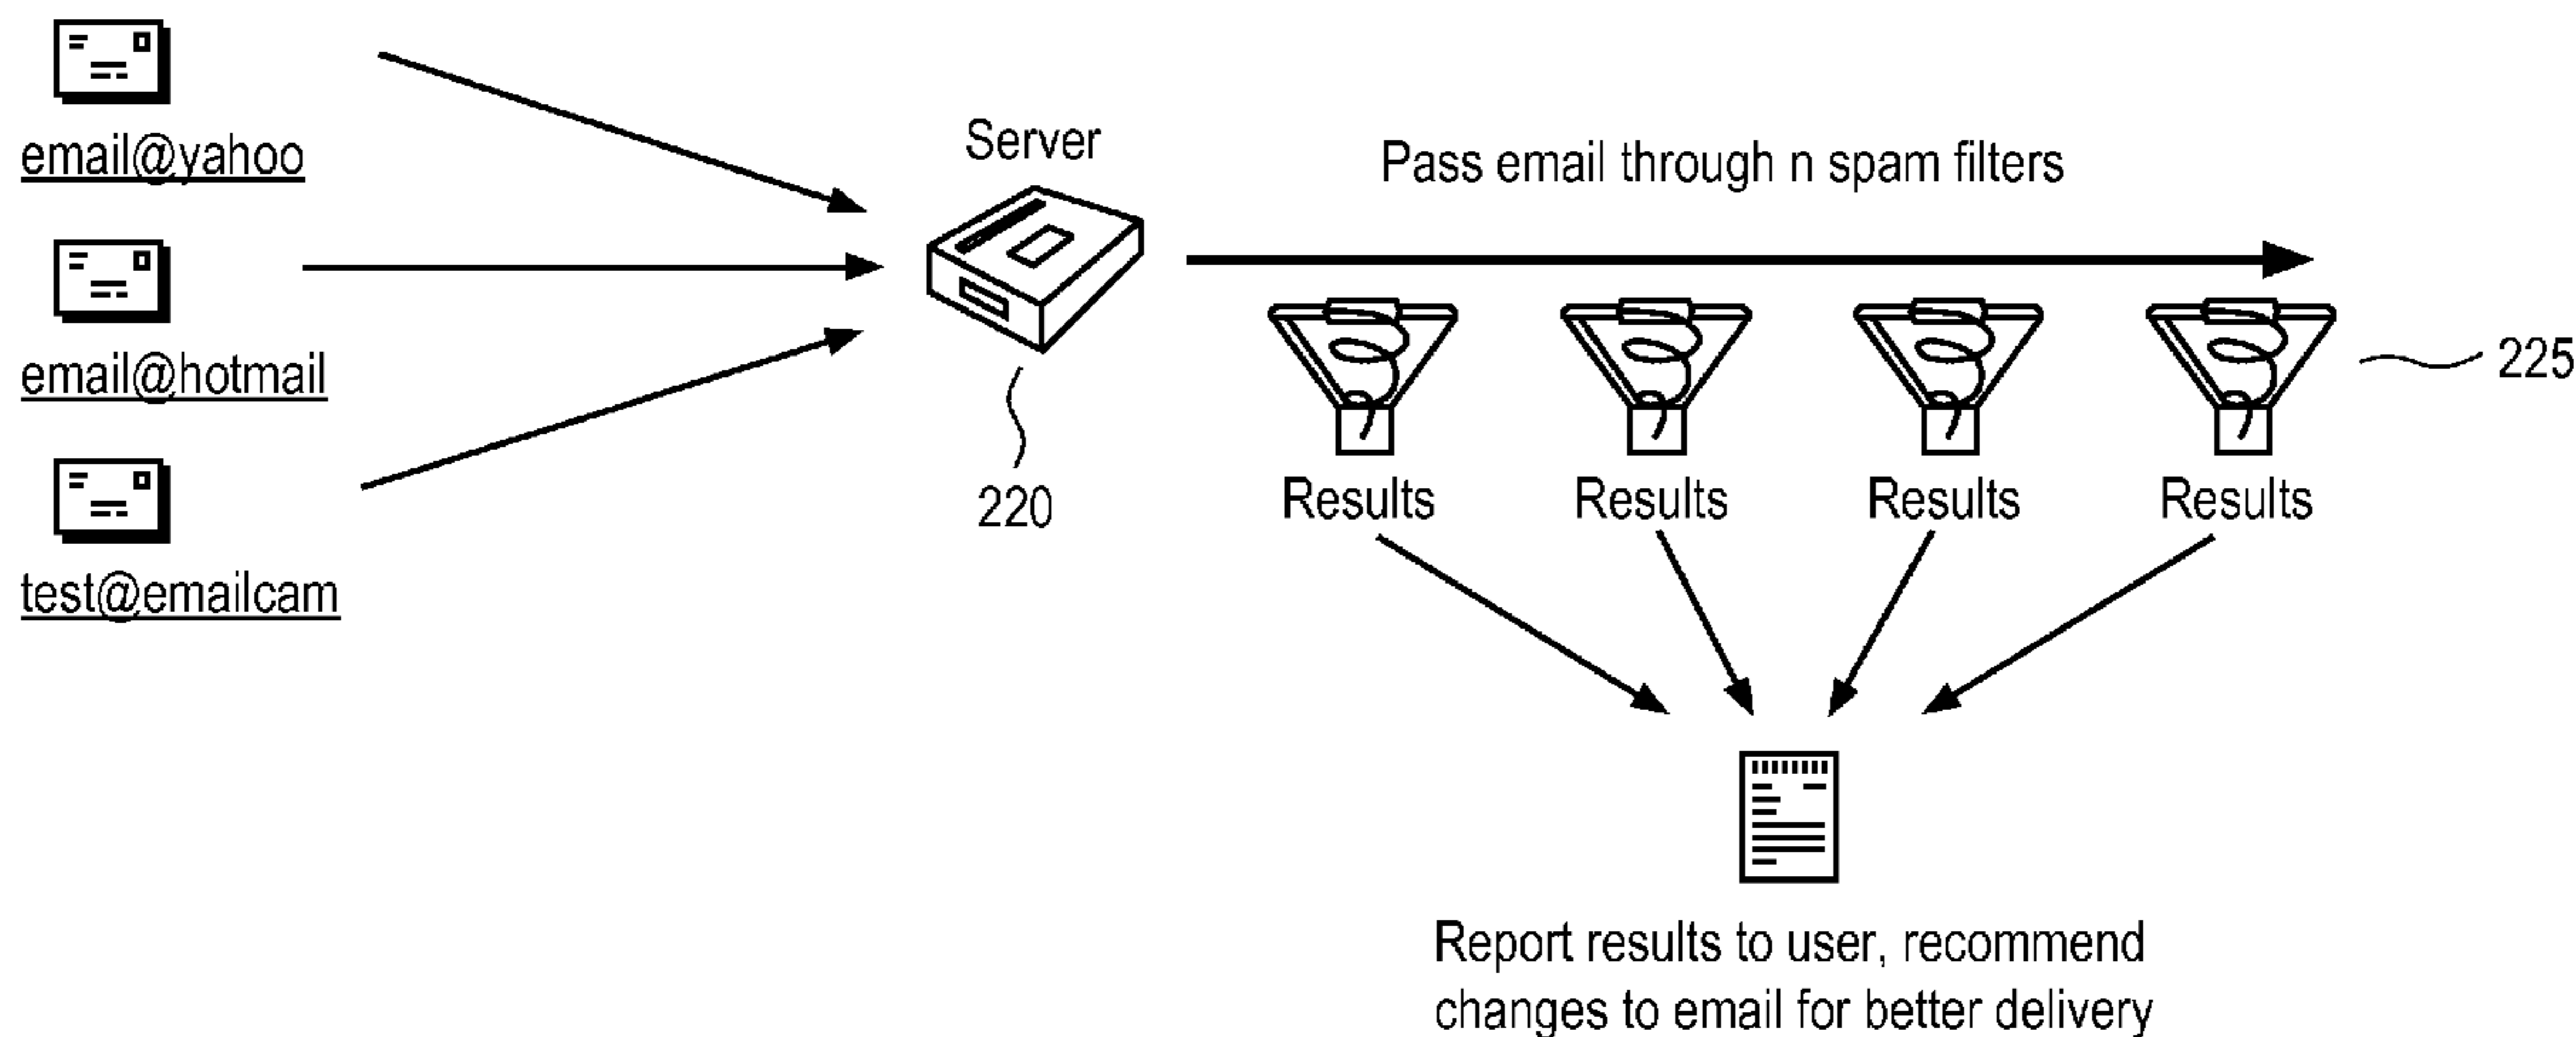 email@yahoo
email@hotmail
test@emailcam
Server
220
Pass email through n spam filters
225
Results
Results
Results
Results
Report results to user, recommend
changes to email for better delivery